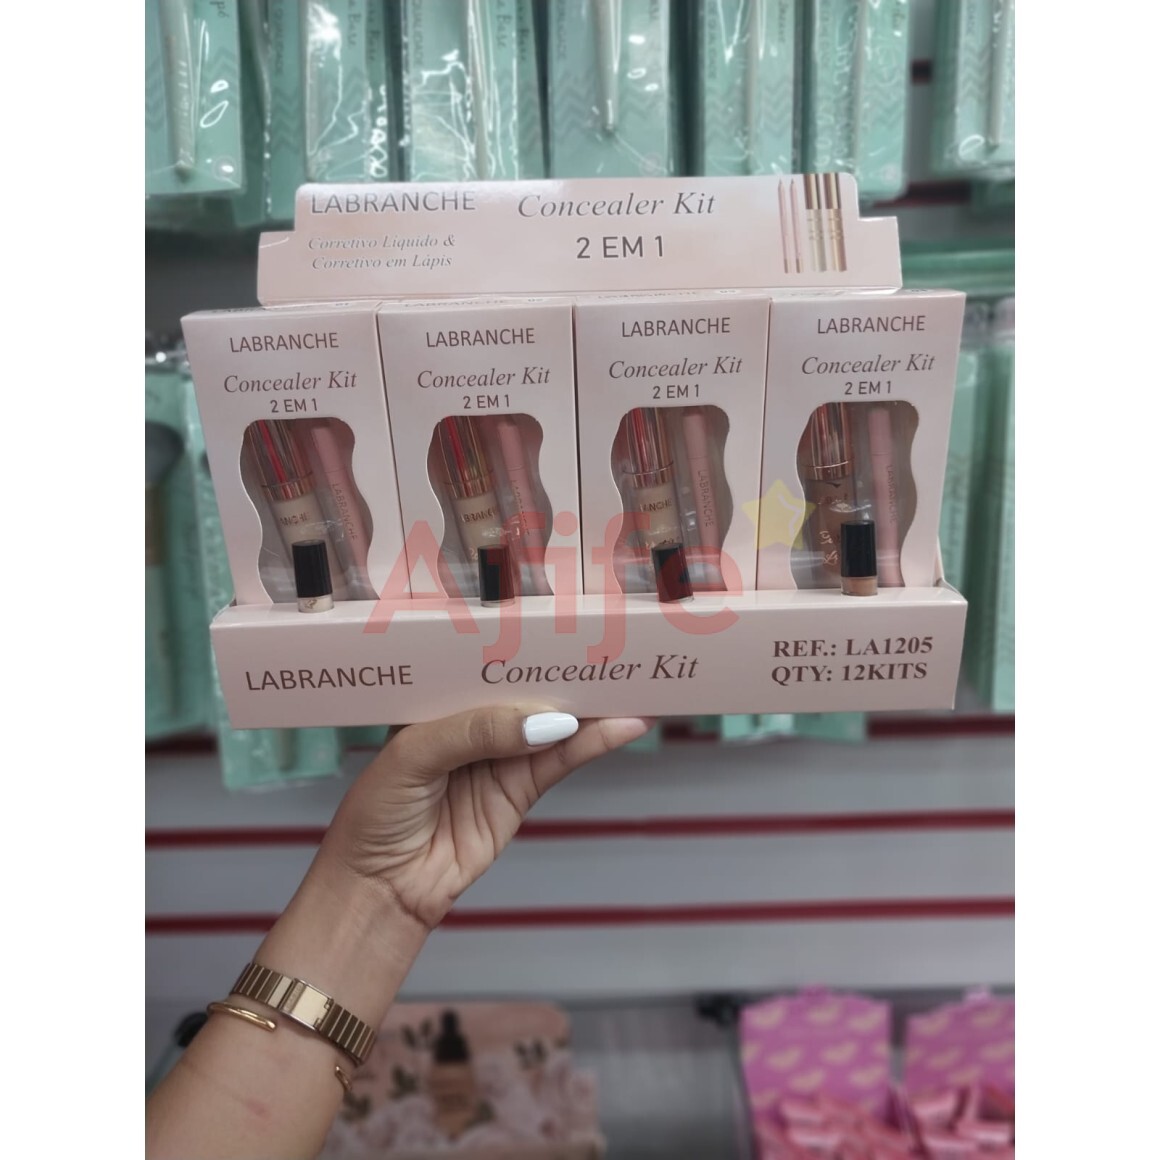 LABRANCHE Concealer Kit
Corretivo Líquido &
Corretivo em Lápis
2 EM 1
LABRANCHE
Concealer Kit
2 EM 1
LABRANCHE
Concealer Kit
2 EM 1
LABRANCHE
Concealer Kit
2 EM 1
LABRANCHE
Concealer Kit
2 EM 1
LABRANCHE
LABRANCHE
Ajife
LABRANCHE
Concealer Kit
REF.: LA1205
QTY: 12KITS